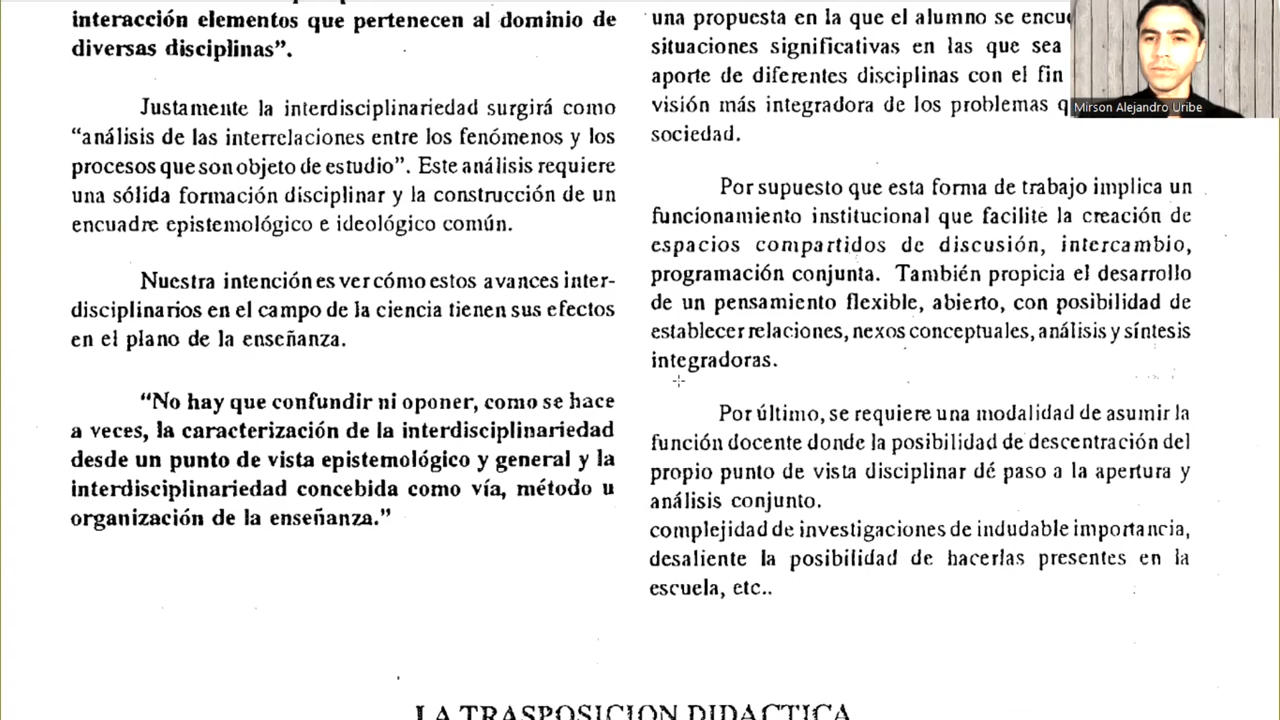 interacción elementos que pertenecen al dominio de
diversas disciplinas”.
Justamente la interdisciplinariedad surgirá como
“análisis de las interrelaciones entre los fenómenos y los
procesos que son objeto de estudio”. Este análisis requiere
una sólida formación disciplinar y la construcción de un
encuadre epistemológico e ideológico común.
Nuestra intención es ver cómo estos avances inter-
disciplinarios en el campo de la ciencia tienen sus efectos
en el plano de la enseñanza.
“No hay que confundir ni oponer, como se hace
a veces, la caracterización de la interdisciplinariedad
desde un punto de vista epistemológico y general y la
interdisciplinariedad concebida como vía, método u
organización de la enseñanza.”
una propuesta en la que el alumno se
situaciones significativas en las que sea
aporte de diferentes disciplinas con el fin
visión más integradora de los problemas
sociedad.
Por supuesto que esta forma de trabajo implica un
funcionamiento institucional que facilite la creación de
espacios compartidos de discusión, intercambio,
programación conjunta. También propicia el desarrollo
de un pensamiento flexible, abierto, con posibilidad de
establecer relaciones, nexos conceptuales, análisis y síntesis
integradoras.
Por último, se requiere una modalidad de asumir la
función docente donde la posibilidad de descentración del
propio punto de vista disciplinar dé paso a la apertura y
análisis conjunto.
complejidad de investigaciones de indudable importancia,
desaliente la posibilidad de hacerlas presentes en la
escuela, etc..
LA TRASPOSICION DIDACTICA
Mirson Alejandro Uribe